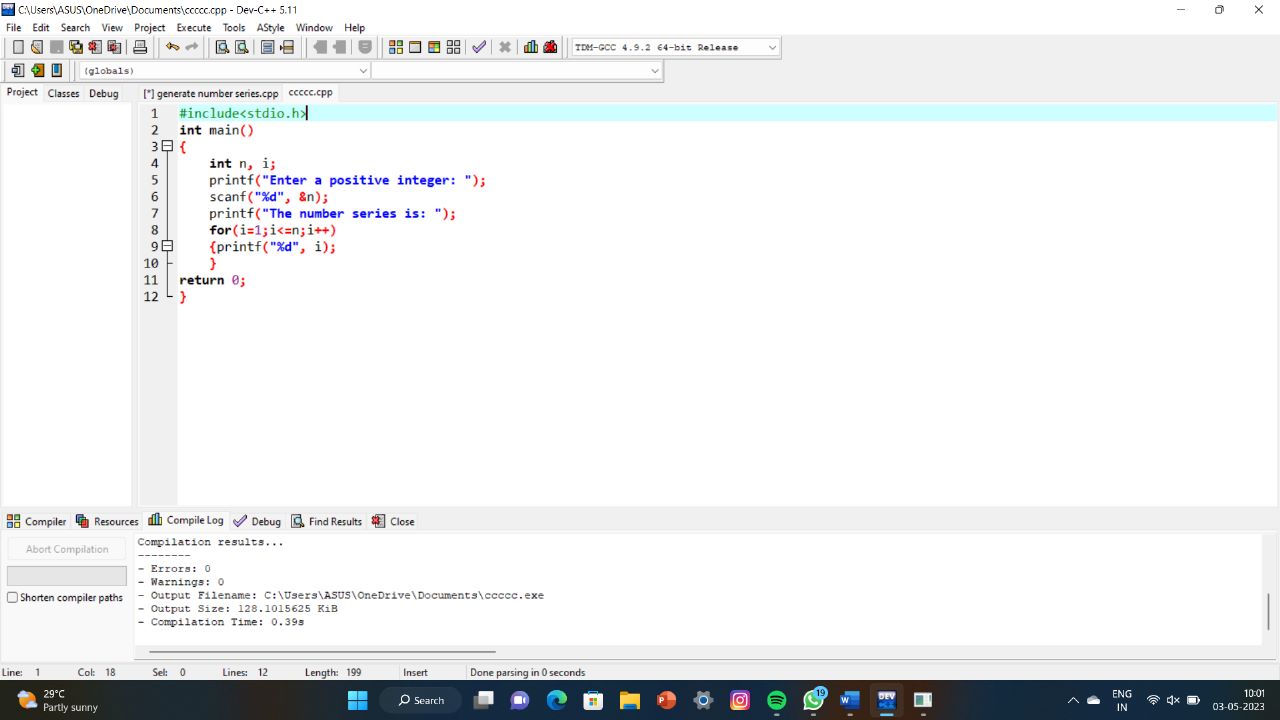 C:\Users\ASUS\OneDrive\Documents\ccccc.cpp - Dev-C++ 5.11
File Edit Search View Project Execute Tools AStyle Window Help
TDM-GCC 4.9.2 64-bit Release
(globals)
Project Classes Debug [*] generate number series.cpp ccccc.cpp
1 #include<stdio.h>
2 int main()
3 {
4 int n, i;
5 printf("Enter a positive integer: ");
6 scanf("%d", &n);
7 printf("The number series is: ");
8 for(i=1;i<=n;i++)
9 {printf("%d", i);
10 }
11 return 0;
12 }
Compiler Resources Compile Log Debug Find Results Close
Abort Compilation
Shorten compiler paths
Compilation results...
--------
- Errors: 0
- Warnings: 0
- Output Filename: C:\Users\ASUS\OneDrive\Documents\ccccc.exe
- Output Size: 128.1015625 KiB
- Compilation Time: 0.39s
Line: 1 Col: 18 Sel: 0 Lines: 12 Length: 199 Insert Done parsing in 0 seconds
29°C
Partly sunny
Search
19
DEV
ENG
IN
10:01
03-05-2023